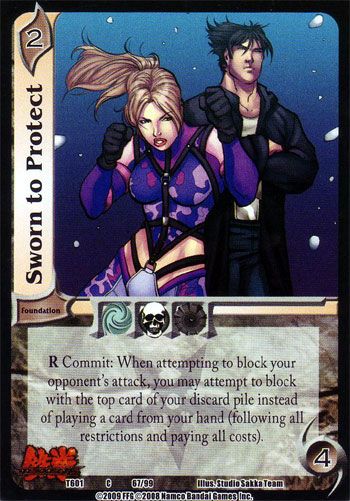 2
Sworn to Protect
Foundation
R Commit: When attempting to block your
opponent's attack, you may attempt to block
with the top card of your discard pile instead
of playing a card from your hand (following all
restrictions and paying all costs).
4
T601 C 67/99 Illus. Studio Sakka Team
©2009 FFG ©2008 Namco Bandai Games Inc.